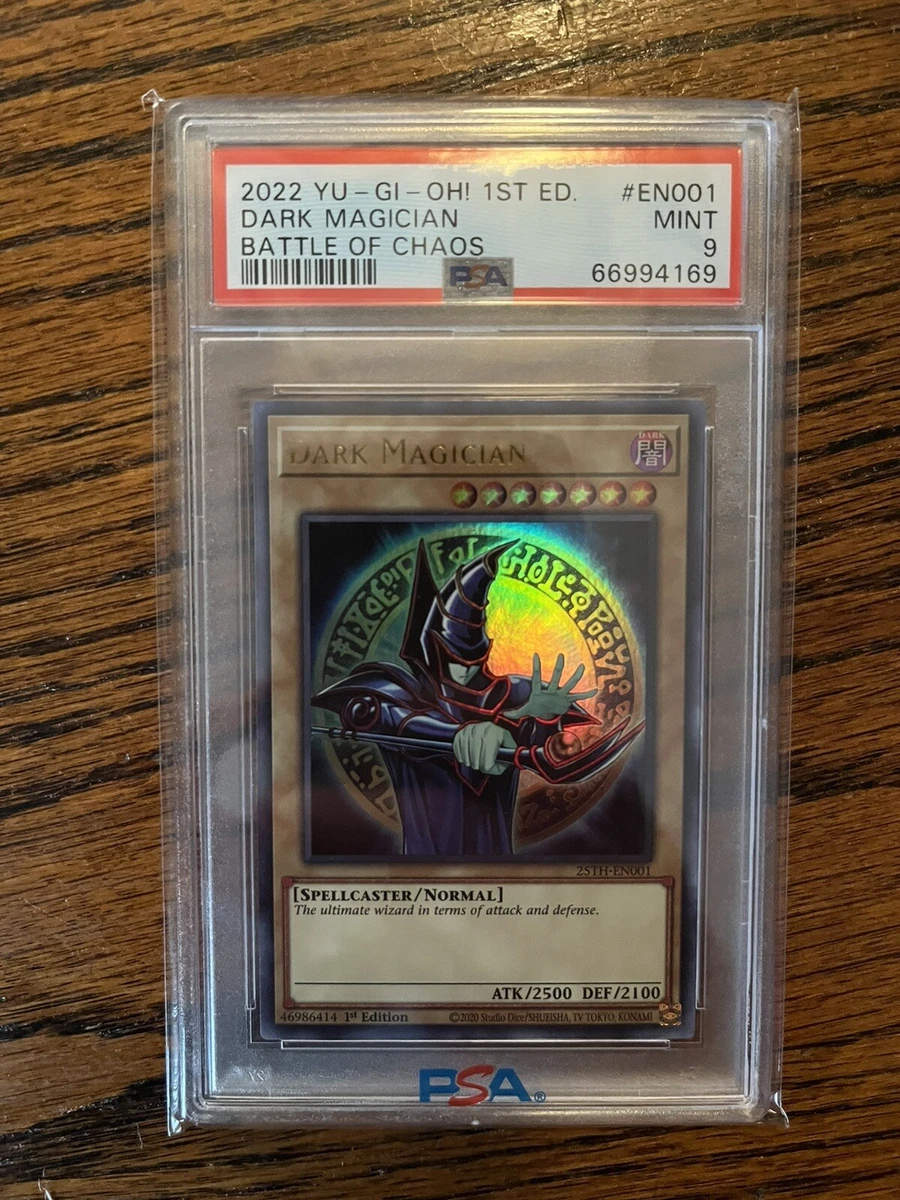 2022 YU-GI-OH! 1ST ED. #EN001
DARK MAGICIAN MINT
BATTLE OF CHAOS 9
PSA 66994169
DARK MAGICIAN
DARK
闇
25TH-EN001
[SPELLCASTER/NORMAL]
The ultimate wizard in terms of attack and defense.
ATK/2500 DEF/2100
46986414 1st Edition ©2020 Studio Dice/SHUEISHA, TV TOKYO, KONAMI
PSA®